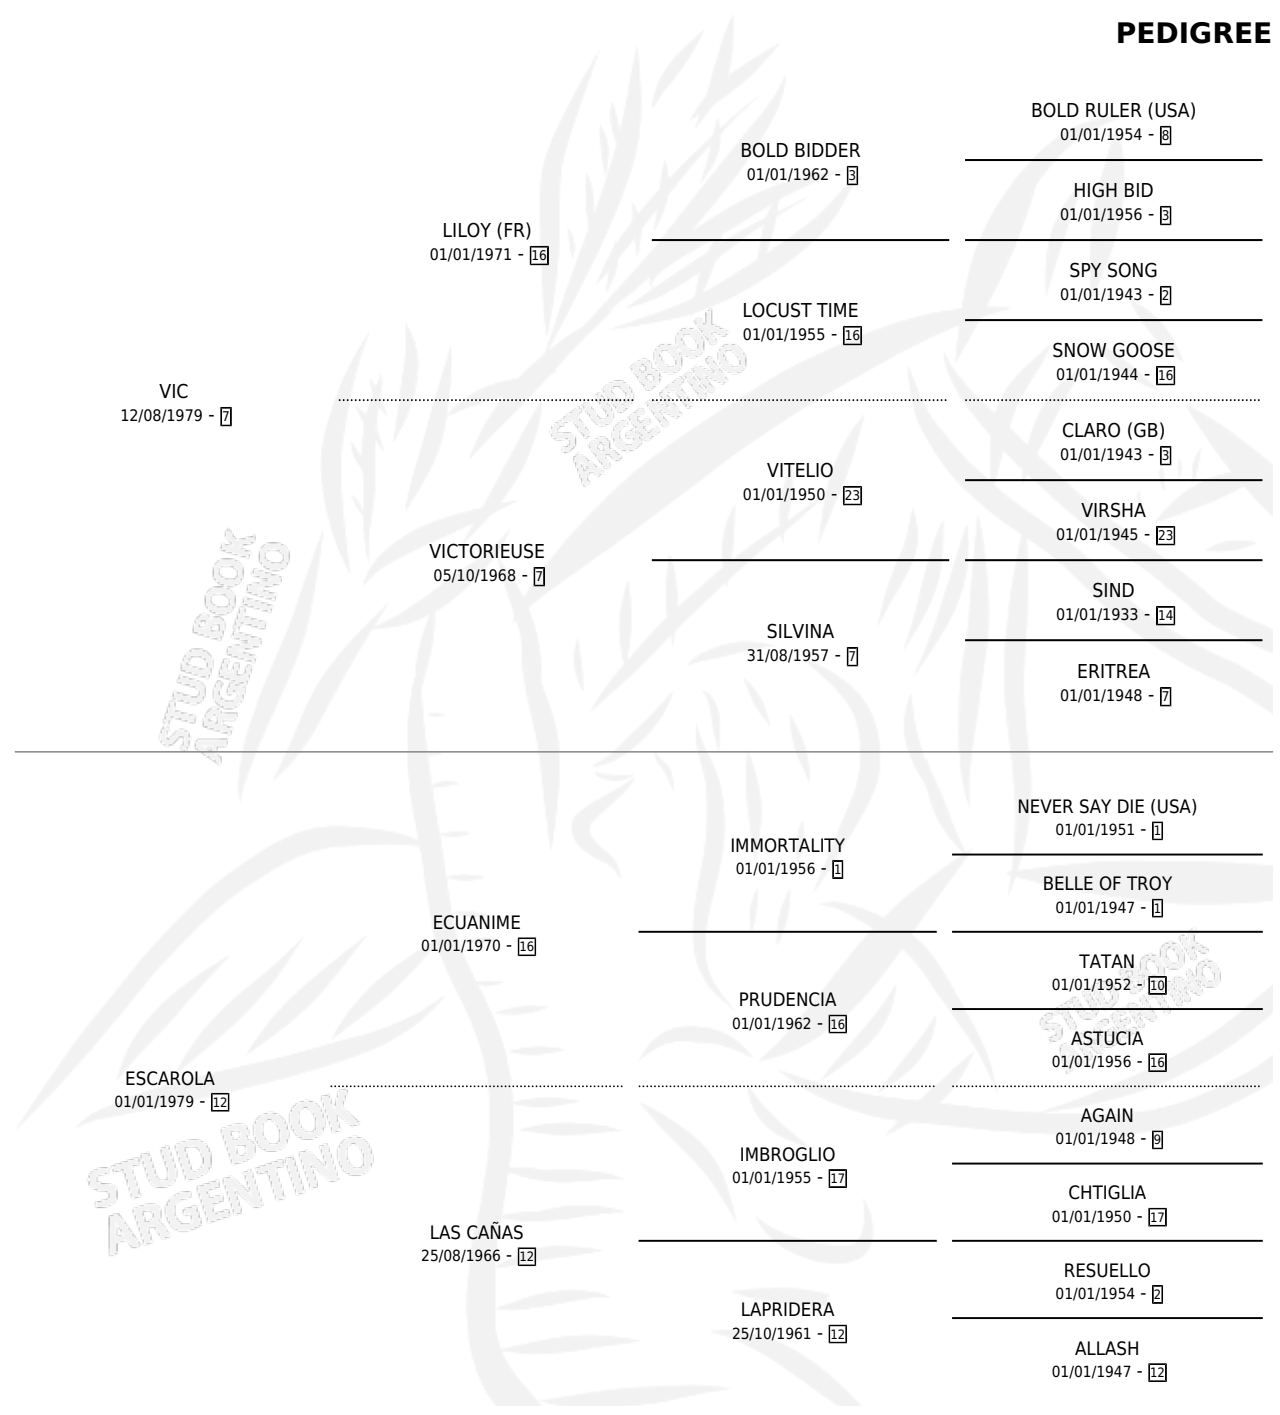 PEDIGREE
BOLD RULER (USA)
01/01/1954 - 8
BOLD BIDDER
01/01/1962 - 3
HIGH BID
01/01/1956 - 3
LILOY (FR)
01/01/1971 - 16
SPY SONG
01/01/1943 - 2
LOCUST TIME
01/01/1955 - 16
SNOW GOOSE
01/01/1944 - 16
VIC
12/08/1979 - 7
CLARO (GB)
01/01/1943 - 3
VITELIO
01/01/1950 - 23
VIRSHA
01/01/1945 - 23
VICTORIEUSE
05/10/1968 - 7
SIND
01/01/1933 - 14
SILVINA
31/08/1957 - 7
ERITREA
01/01/1948 - 7
NEVER SAY DIE (USA)
01/01/1951 - 1
IMMORTALITY
01/01/1956 - 1
BELLE OF TROY
01/01/1947 - 1
ECUANIME
01/01/1970 - 16
TATAN
01/01/1952 - 10
PRUDENCIA
01/01/1962 - 16
ASTUCIA
01/01/1956 - 16
ESCAROLA
01/01/1979 - 12
AGAIN
01/01/1948 - 9
IMBROGLIO
01/01/1955 - 17
CHTIGLIA
01/01/1950 - 17
LAS CAÑAS
25/08/1966 - 12
RESUELLO
01/01/1954 - 2
LAPRIDERA
25/10/1961 - 12
ALLASH
01/01/1947 - 12
STUD BOOK
ARGENTINO
STUD BOOK
ARGENTINO
STUD BOOK
ARGENTINO
STUD BOOK
ARGENTINO